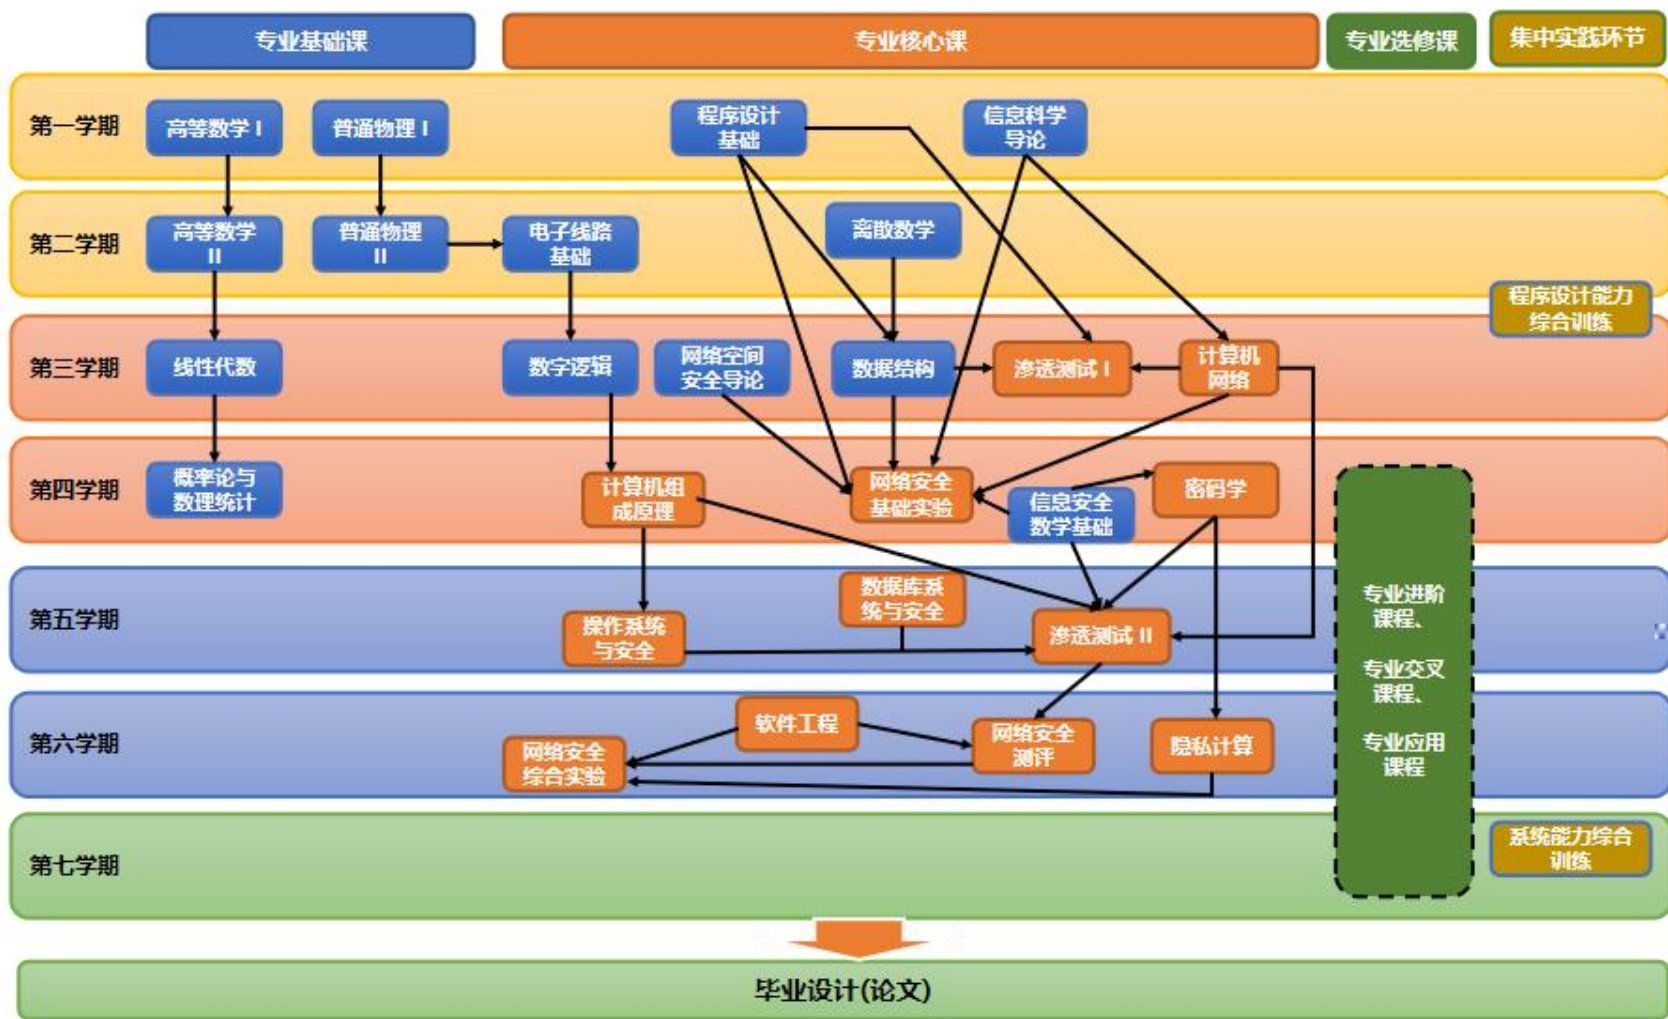 专业基础课
专业核心课
专业选修课
集中实践环节
第一学期
高等数学 I
普通物理 I
程序设计
基础
信息科学
导论
第二学期
高等数学
II
普通物理
II
电子线路
基础
离散数学
程序设计能力
综合训练
第三学期
线性代数
数字逻辑
网络空间
安全导论
数据结构
渗透测试 I
计算机
网络
第四学期
概率论与
数理统计
计算机组
成原理
网络安全
基础实验
信息安全
数学基础
密码学
第五学期
操作系统
与安全
数据库系
统与安全
渗透测试 II
专业进阶
课程、
专业交叉
课程、
专业应用
课程
第六学期
网络安全
综合实验
软件工程
网络安全
测评
隐私计算
第七学期
系统能力综合
训练
毕业设计(论文)